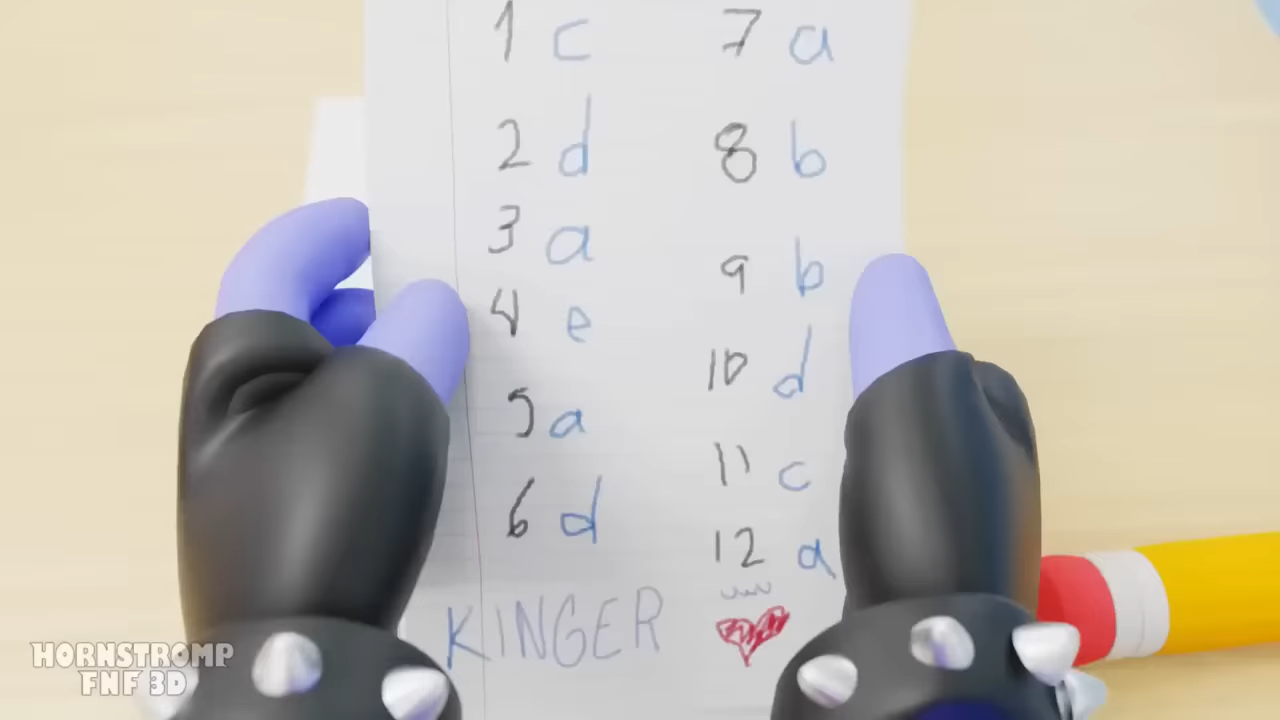 1 c
2 d
3 a
4 e
5 a
6 d
7 a
8 b
9 b
10 d
11 c
12 a
KINGER
HORNSTROMP
FNF 3D